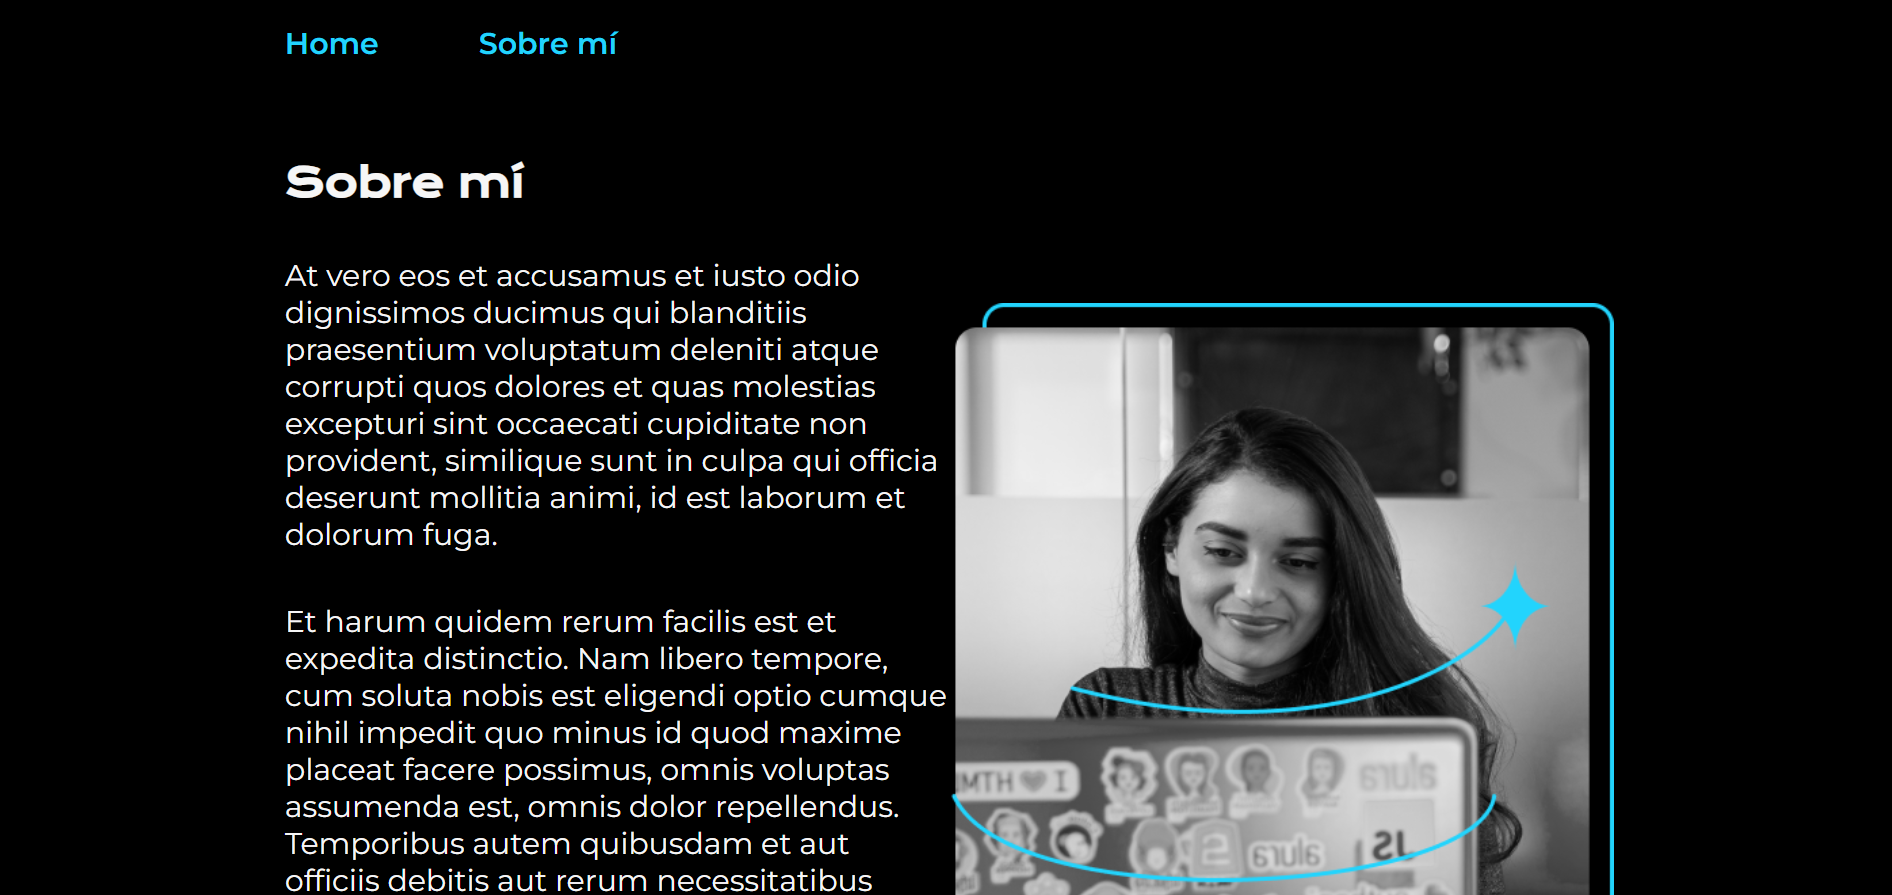 Home Sobre mí
Sobre mí
At vero eos et accusamus et iusto odio
dignissimos ducimus qui blanditiis
praesentium voluptatum deleniti atque
corrupti quos dolores et quas molestias
excepturi sint occaecati cupiditate non
provident, similique sunt in culpa qui officia
deserunt mollitia animi, id est laborum et
dolorum fuga.
Et harum quidem rerum facilis est et
expedita distinctio. Nam libero tempore,
cum soluta nobis est eligendi optio cumque
nihil impedit quo minus id quod maxime
placeat facere possimus, omnis voluptas
assumenda est, omnis dolor repellendus.
Temporibus autem quibusdam et aut
officiis debitis aut rerum necessitatibus
I ♥ HTM
alura
alura
JS